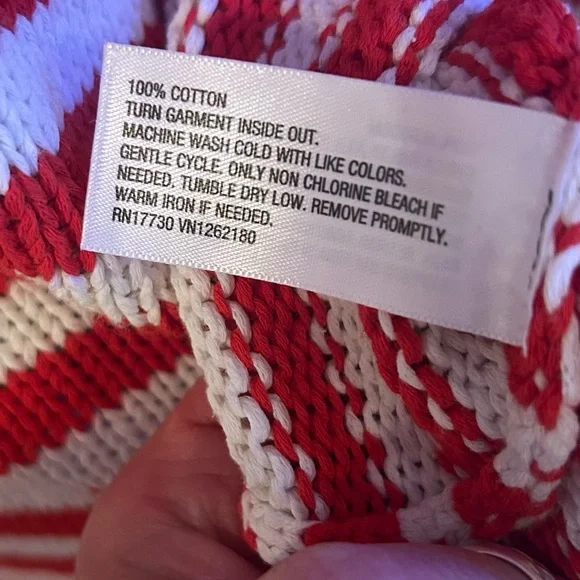 100% COTTON
TURN GARMENT INSIDE OUT.
MACHINE WASH COLD WITH LIKE COLORS.
GENTLE CYCLE. ONLY NON CHLORINE BLEACH IF
NEEDED. TUMBLE DRY LOW. REMOVE PROMPTLY.
WARM IRON IF NEEDED.
RN17730 VN1262180